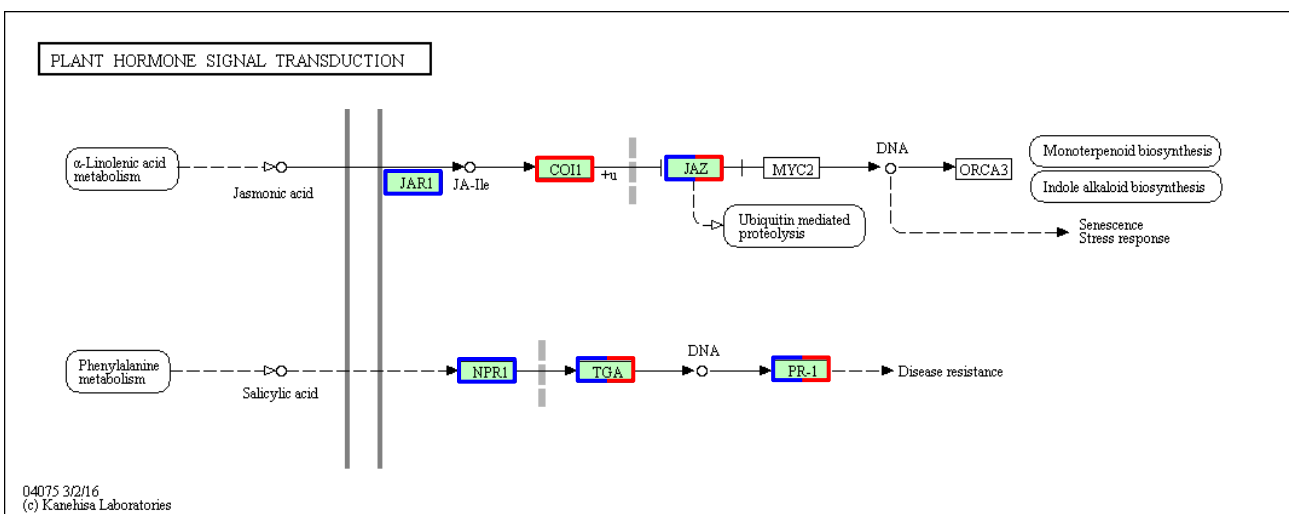 PLANT HORMONE SIGNAL TRANSDUCTION
α-Linolenic acid
metabolism
Jasmonic acid
JAR1
JA-Ile
COI1
+u
JAZ
MYC2
DNA
ORCA3
Monoterpenoid biosynthesis
Indole alkaloid biosynthesis
Ubiquitin mediated
proteolysis
Senescence
Stress response
Phenylalanine
metabolism
Salicylic acid
NPR1
TGA
DNA
PR-1
Disease resistance
04075 3/2/16
(c) Kanehisa Laboratories